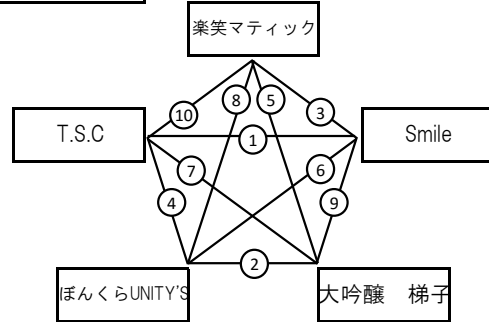 楽笑マティック
⑩ ⑧ ⑤ ③
T.S.C ① Smile
⑦ ⑥
④ ⑨
②
ぼんくらUNITY'S 大吟醸　梯子